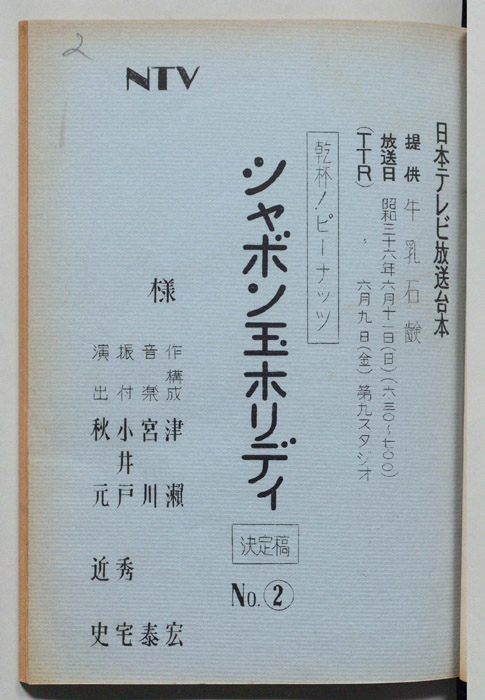 2
NTV
日本テレビ放送台本
提供 牛乳石鹸
放送日 昭和三十六年六月十一日(日)(六.三〇〜七.〇〇)
(TTR) 〃 六月九日(金)第九スタジオ
乾杯!ピーナッツ
シャボン玉ホリディ
決定稿
No.②
様
作構成 津瀬宏
音楽 宮川泰
振付 小井戸秀宅
演出 秋元近史